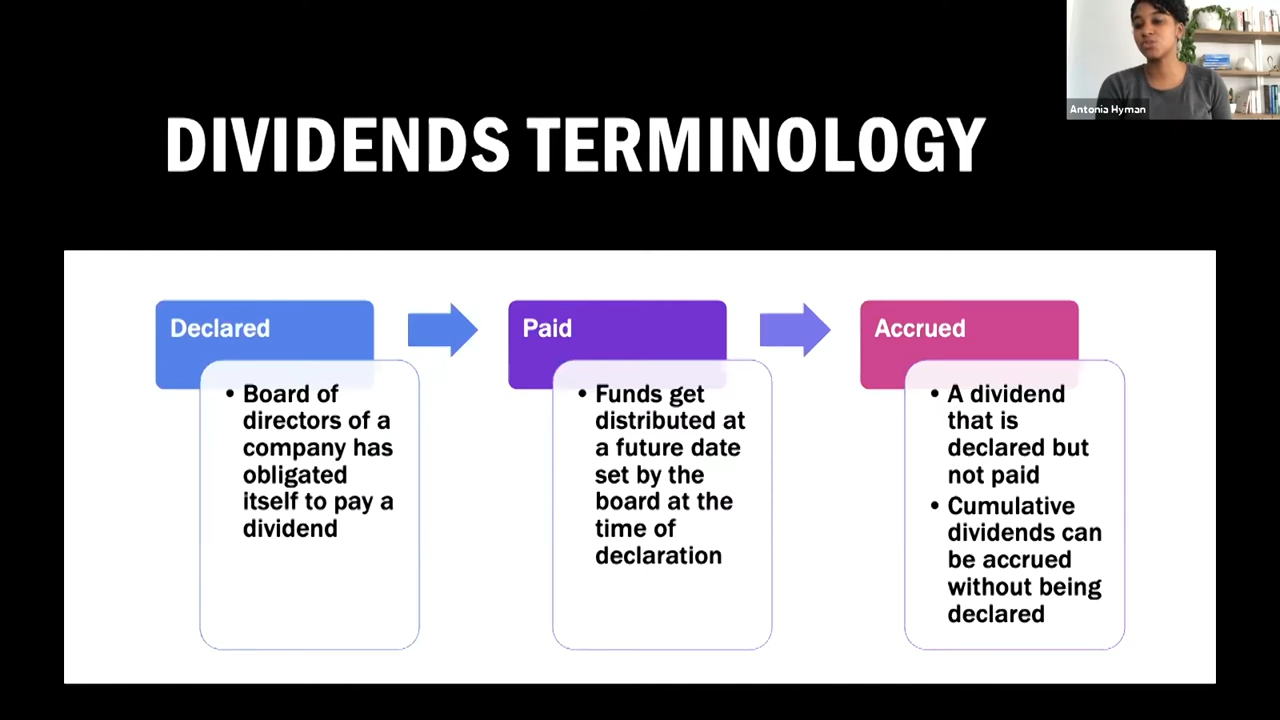 Antonia Hyman
DIVIDENDS TERMINOLOGY
Declared
• Board of
directors of a
company has
obligated
itself to pay a
dividend
Paid
• Funds get
distributed at
a future date
set by the
board at the
time of
declaration
Accrued
• A dividend
that is
declared but
not paid
• Cumulative
dividends can
be accrued
without being
declared